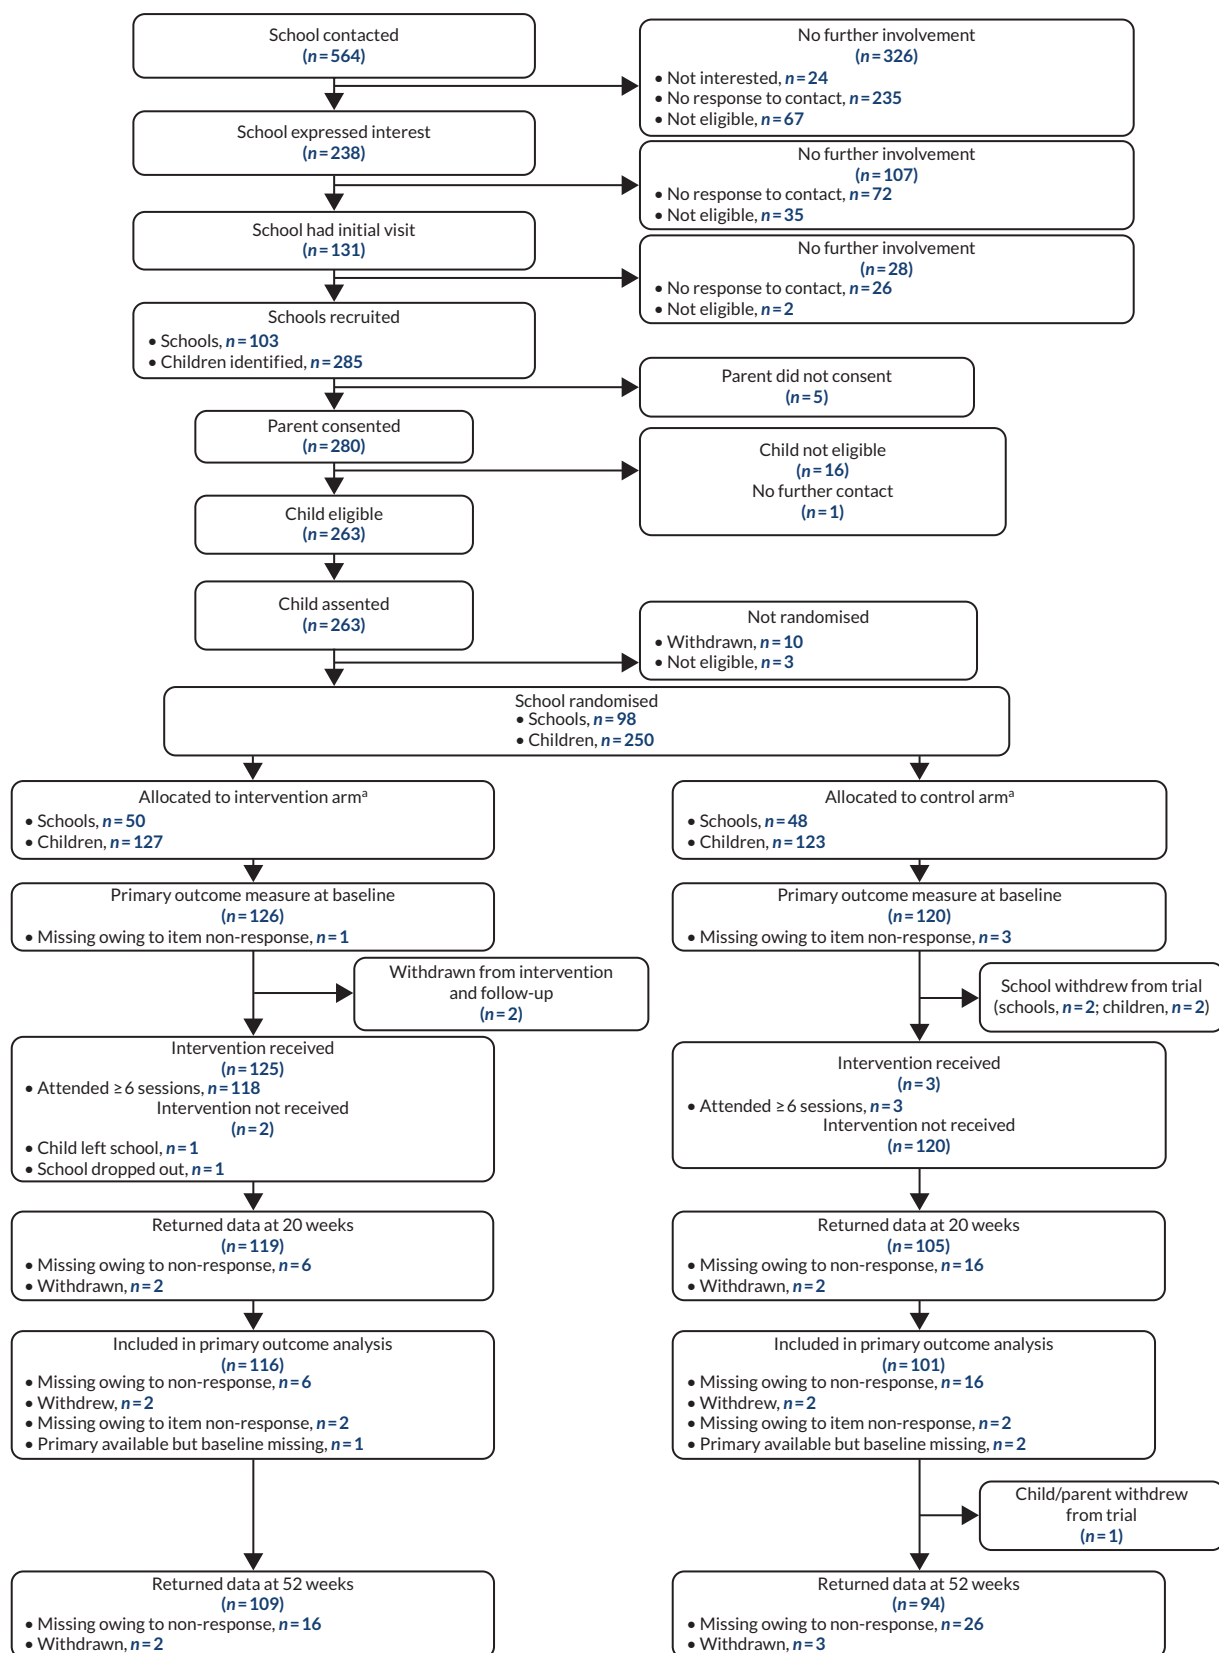 School contacted
(n=564)
No further involvement
(n=326)
• Not interested, n=24
• No response to contact, n=235
• Not eligible, n=67
School expressed interest
(n=238)
No further involvement
(n=107)
• No response to contact, n=72
• Not eligible, n=35
School had initial visit
(n=131)
No further involvement
(n=28)
• No response to contact, n=26
• Not eligible, n=2
Schools recruited
• Schools, n=103
• Children identified, n=285
Parent did not consent
(n=5)
Parent consented
(n=280)
Child not eligible
(n=16)
No further contact
(n=1)
Child eligible
(n=263)
Child assented
(n=263)
Not randomised
• Withdrawn, n=10
• Not eligible, n=3
School randomised
• Schools, n=98
• Children, n=250
Allocated to intervention armª
• Schools, n=50
• Children, n=127
Allocated to control armª
• Schools, n=48
• Children, n=123
Primary outcome measure at baseline
(n=126)
• Missing owing to item non-response, n=1
Primary outcome measure at baseline
(n=120)
• Missing owing to item non-response, n=3
Withdrawn from intervention
and follow-up
(n=2)
School withdrew from trial
(schools, n=2; children, n=2)
Intervention received
(n=125)
• Attended ≥6 sessions, n=118
Intervention not received
(n=2)
• Child left school, n=1
• School dropped out, n=1
Intervention received
(n=3)
• Attended ≥6 sessions, n=3
Intervention not received
(n=120)
Returned data at 20 weeks
(n=119)
• Missing owing to non-response, n=6
• Withdrawn, n=2
Returned data at 20 weeks
(n=105)
• Missing owing to non-response, n=16
• Withdrawn, n=2
Included in primary outcome analysis
(n=116)
• Missing owing to non-response, n=6
• Withdrew, n=2
• Missing owing to item non-response, n=2
• Primary available but baseline missing, n=1
Included in primary outcome analysis
(n=101)
• Missing owing to non-response, n=16
• Withdrew, n=2
• Missing owing to item non-response, n=2
• Primary available but baseline missing, n=2
Child/parent withdrew
from trial
(n=1)
Returned data at 52 weeks
(n=109)
• Missing owing to non-response, n=16
• Withdrawn, n=2
Returned data at 52 weeks
(n=94)
• Missing owing to non-response, n=26
• Withdrawn, n=3